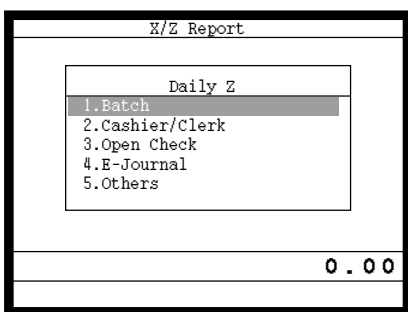 X/Z Report
Daily Z
1.Batch
2.Cashier/Clerk
3.Open Check
4.E-Journal
5.Others
0.00